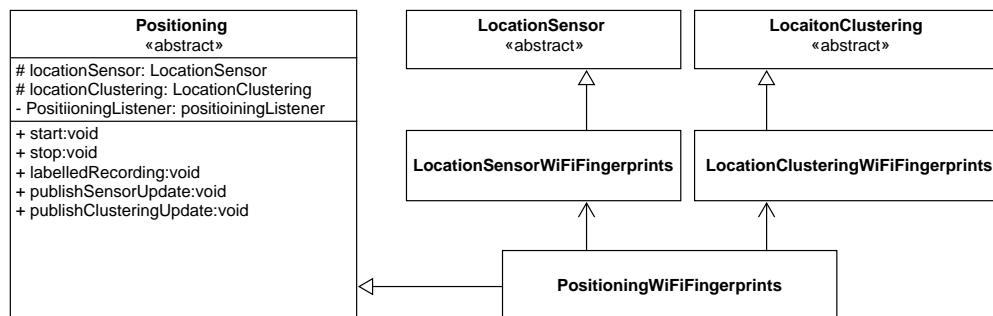 Positioning
«abstract»
# locationSensor: LocationSensor
# locationClustering: LocationClustering
- PositiioningListener: positioiningListener
+ start:void
+ stop:void
+ labelledRecording:void
+ publishSensorUpdate:void
+ publishClusteringUpdate:void
LocationSensor
«abstract»
LocaitonClustering
«abstract»
LocationSensorWiFiFingerprints
LocationClusteringWiFiFingerprints
PositioningWiFiFingerprints